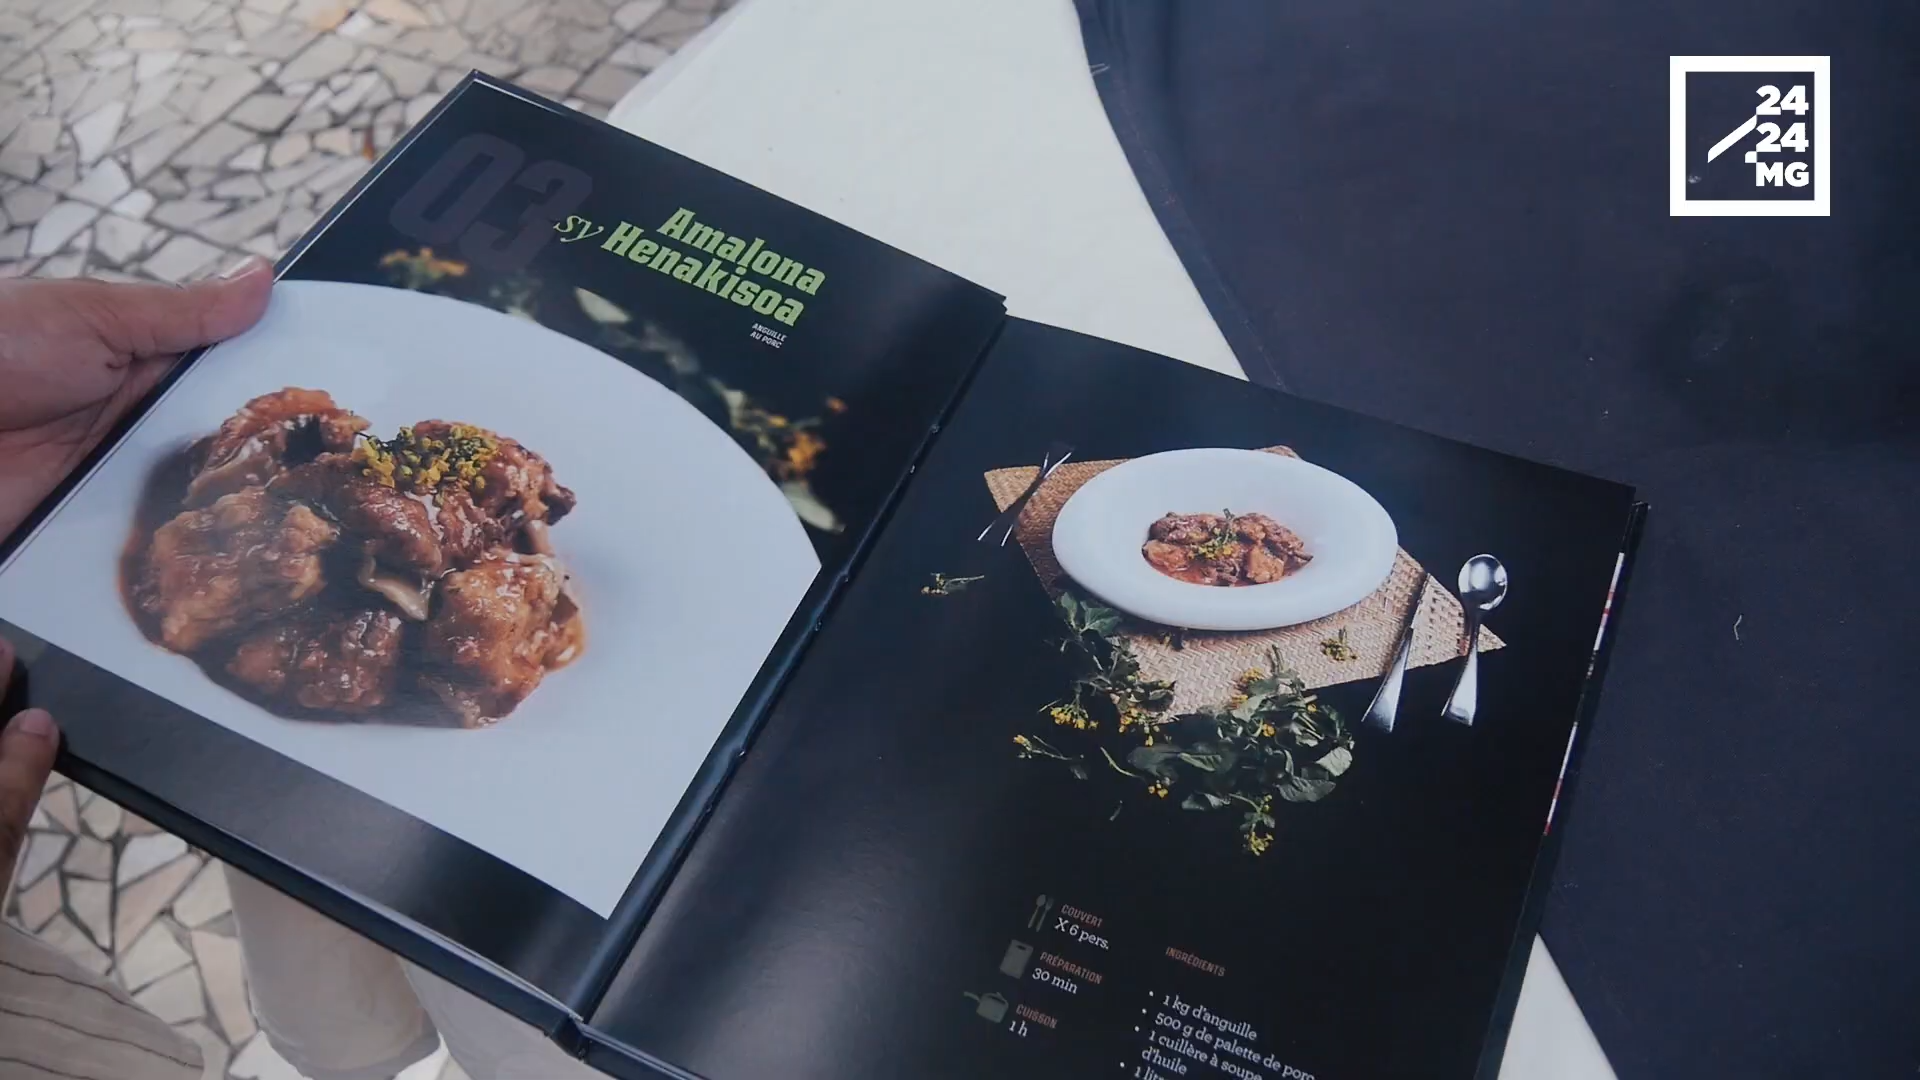 24
24
MG
03
Amalona
sy Henakisoa
ANGUILLE
AU PORC
COUVERT
X 6 pers.
PRÉPARATION
30 min
CUISSON
1 h
INGRÉDIENTS
• 1 kg d'anguille
• 500 g de palette de porc
• 1 cuillère à soupe
d'huile
• 1